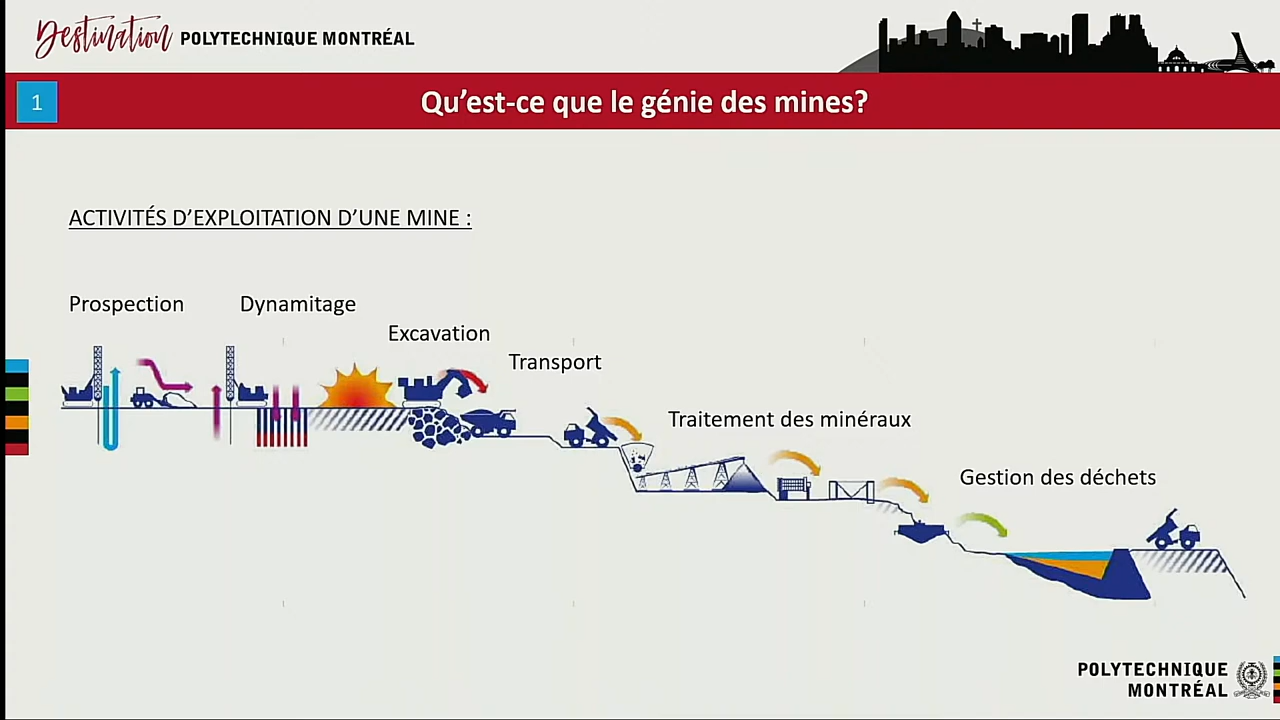 Destination POLYTECHNIQUE MONTRÉAL
1
Qu’est-ce que le génie des mines?
ACTIVITÉS D’EXPLOITATION D’UNE MINE :
Prospection
Dynamitage
Excavation
Transport
Traitement des minéraux
Gestion des déchets
POLYTECHNIQUE
MONTRÉAL